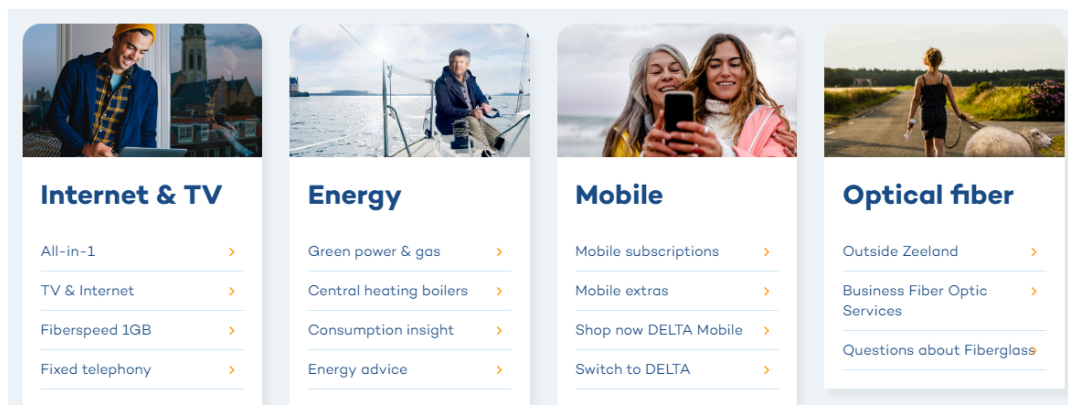 Internet & TV
All-in-1
TV & Internet
Fiberspeed 1GB
Fixed telephony
Energy
Green power & gas
Central heating boilers
Consumption insight
Energy advice
Mobile
Mobile subscriptions
Mobile extras
Shop now DELTA Mobile
Switch to DELTA
Optical fiber
Outside Zeeland
Business Fiber Optic
Services
Questions about Fiberglass